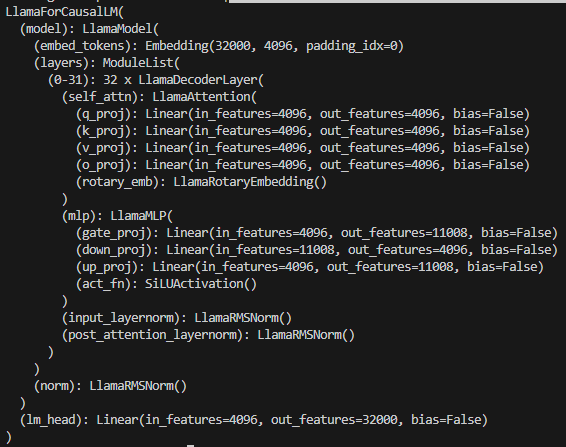 LlamaForCausalLM(
  (model): LlamaModel(
    (embed_tokens): Embedding(32000, 4096, padding_idx=0)
    (layers): ModuleList(
      (0-31): 32 x LlamaDecoderLayer(
        (self_attn): LlamaAttention(
          (q_proj): Linear(in_features=4096, out_features=4096, bias=False)
          (k_proj): Linear(in_features=4096, out_features=4096, bias=False)
          (v_proj): Linear(in_features=4096, out_features=4096, bias=False)
          (o_proj): Linear(in_features=4096, out_features=4096, bias=False)
          (rotary_emb): LlamaRotaryEmbedding()
        )
        (mlp): LlamaMLP(
          (gate_proj): Linear(in_features=4096, out_features=11008, bias=False)
          (down_proj): Linear(in_features=11008, out_features=4096, bias=False)
          (up_proj): Linear(in_features=4096, out_features=11008, bias=False)
          (act_fn): SiLUActivation()
        )
        (input_layernorm): LlamaRMSNorm()
        (post_attention_layernorm): LlamaRMSNorm()
      )
    )
    (norm): LlamaRMSNorm()
  )
  (lm_head): Linear(in_features=4096, out_features=32000, bias=False)
)